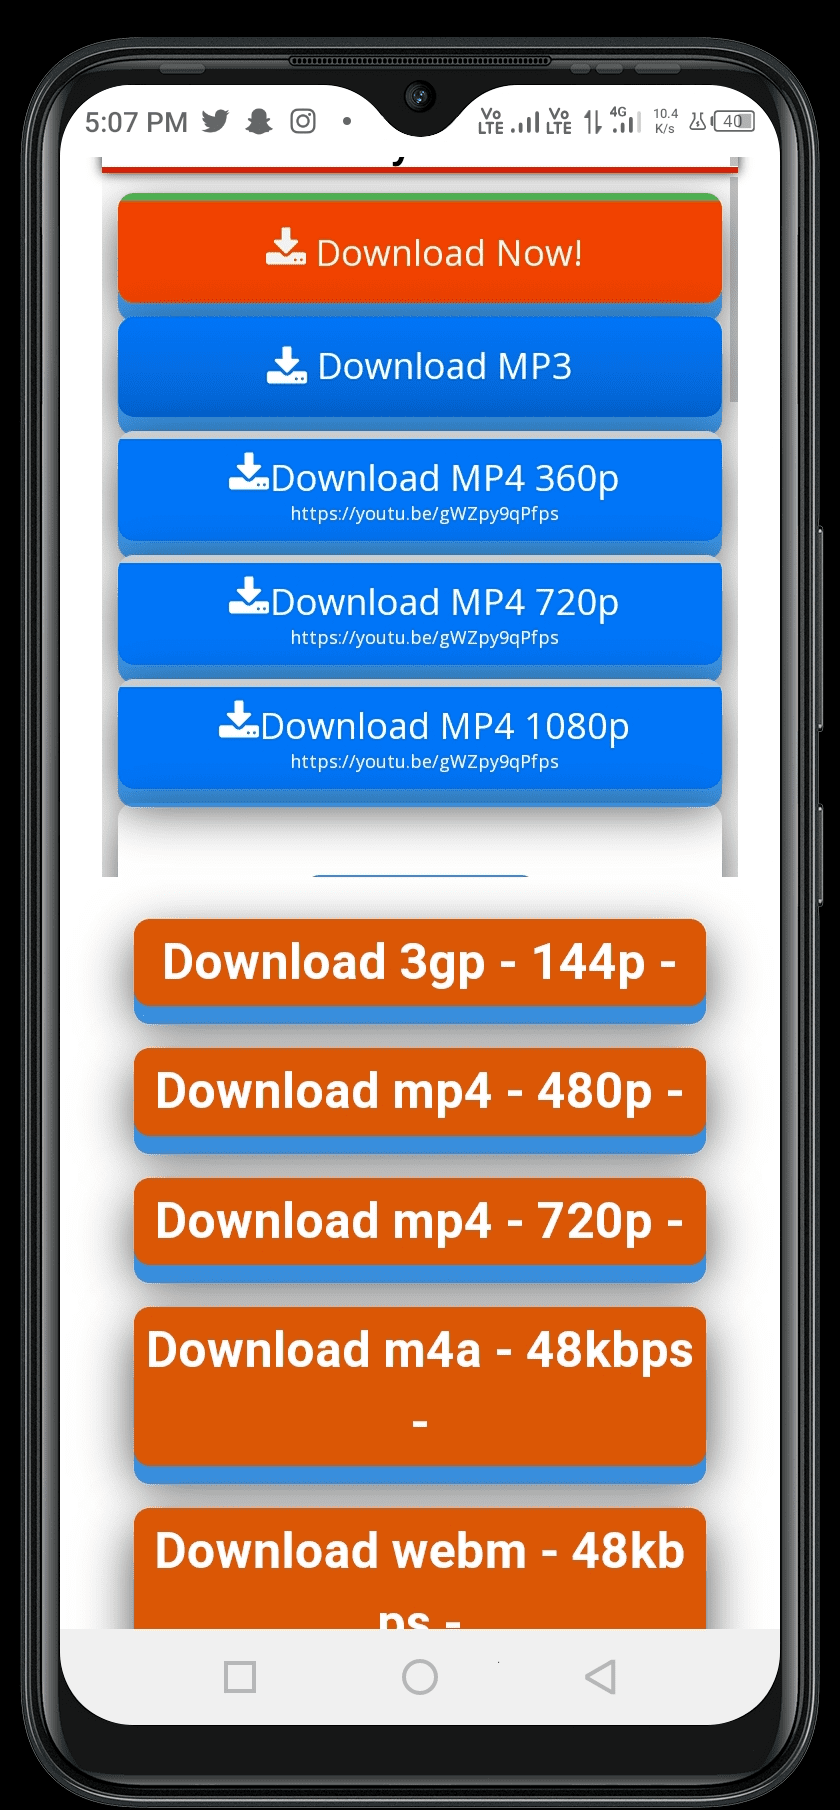 5:07 PM
Vo LTE Vo LTE 4G 10.4 K/s 40
Download Now!
Download MP3
Download MP4 360p
https://youtu.be/gWZpy9qPfps
Download MP4 720p
https://youtu.be/gWZpy9qPfps
Download MP4 1080p
https://youtu.be/gWZpy9qPfps
Download 3gp - 144p -
Download mp4 - 480p -
Download mp4 - 720p -
Download m4a - 48kbps
-
Download webm - 48kb
ps -